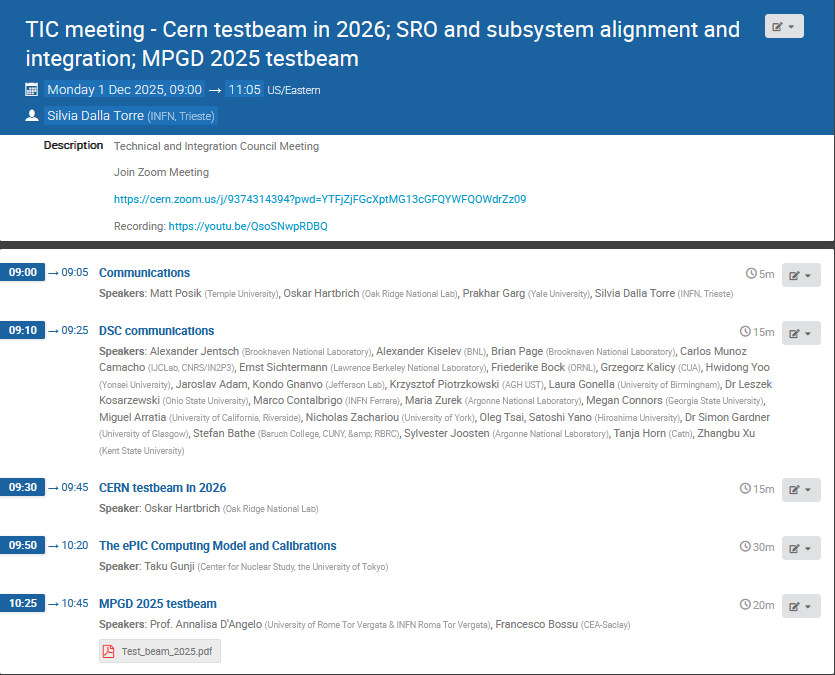 TIC meeting - Cern testbeam in 2026; SRO and subsystem alignment and
integration; MPGD 2025 testbeam
Monday 1 Dec 2025, 09:00 → 11:05 US/Eastern
Silvia Dalla Torre (INFN, Trieste)
Description Technical and Integration Council Meeting
Join Zoom Meeting
https://cern.zoom.us/j/9374314394?pwd=YTFjZjFGcXptMG13cGFQYWFQOWdrZz09
Recording: https://youtu.be/QsoSNwpRDBQ
09:00 → 09:05 Communications 5m
Speakers: Matt Posik (Temple University), Oskar Hartbrich (Oak Ridge National Lab), Prakhar Garg (Yale University), Silvia Dalla Torre (INFN, Trieste)
09:10 → 09:25 DSC communications 15m
Speakers: Alexander Jentsch (Brookhaven National Laboratory), Alexander Kiselev (BNL), Brian Page (Brookhaven National Laboratory), Carlos Munoz
Camacho (IJCLab, CNRS/IN2P3), Ernst Sichtermann (Lawrence Berkeley National Laboratory), Friederike Bock (ORNL), Grzegorz Kalicy (CUA), Hwidong Yoo
(Yonsei University), Jaroslav Adam, Kondo Gnanvo (Jefferson Lab), Krzysztof Piotrzkowski (AGH UST), Laura Gonella (University of Birmingham), Dr Leszek
Kosarzewski (Ohio State University), Marco Contalbrigo (INFN Ferrara), Maria Zurek (Argonne National Laboratory), Megan Connors (Georgia State University),
Miguel Arratia (University of California, Riverside), Nicholas Zachariou (University of York), Oleg Tsai, Satoshi Yano (Hiroshima University), Dr Simon Gardner
(University of Glasgow), Stefan Bathe (Baruch College, CUNY, &amp; RBRC), Sylvester Joosten (Argonne National Laboratory), Tanja Horn (Cath), Zhangbu Xu
(Kent State University)
09:30 → 09:45 CERN testbeam in 2026 15m
Speaker: Oskar Hartbrich (Oak Ridge National Lab)
09:50 → 10:20 The ePIC Computing Model and Calibrations 30m
Speaker: Taku Gunji (Center for Nuclear Study, the University of Tokyo)
10:25 → 10:45 MPGD 2025 testbeam 20m
Speakers: Prof. Annalisa D'Angelo (University of Rome Tor Vergata & INFN Roma Tor Vergata), Francesco Bossu (CEA-Saclay)
Test_beam_2025.pdf